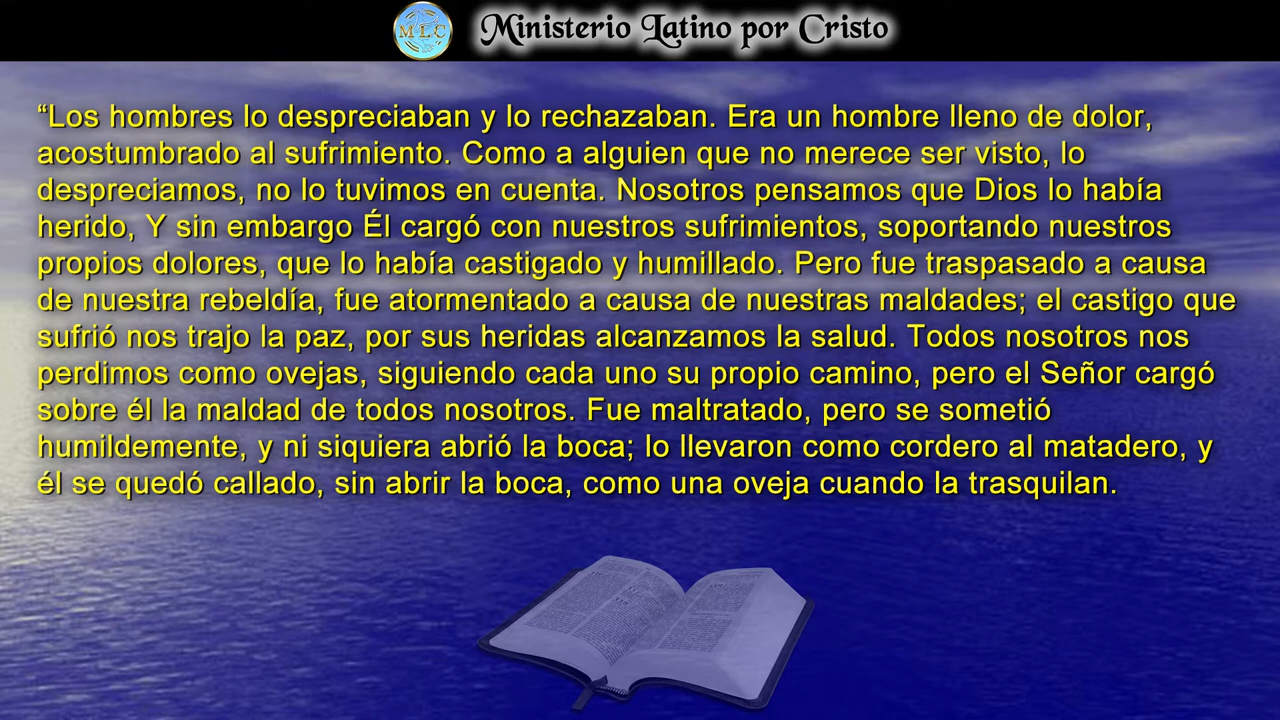 MLC
Ministerio Latino por Cristo
“Los hombres lo despreciaban y lo rechazaban. Era un hombre lleno de dolor,
acostumbrado al sufrimiento. Como a alguien que no merece ser visto, lo
despreciamos, no lo tuvimos en cuenta. Nosotros pensamos que Dios lo había
herido, Y sin embargo Él cargó con nuestros sufrimientos, soportando nuestros
propios dolores, que lo había castigado y humillado. Pero fue traspasado a causa
de nuestra rebeldía, fue atormentado a causa de nuestras maldades; el castigo que
sufrió nos trajo la paz, por sus heridas alcanzamos la salud. Todos nosotros nos
perdimos como ovejas, siguiendo cada uno su propio camino, pero el Señor cargó
sobre él la maldad de todos nosotros. Fue maltratado, pero se sometió
humildemente, y ni siquiera abrió la boca; lo llevaron como cordero al matadero, y
él se quedó callado, sin abrir la boca, como una oveja cuando la trasquilan.